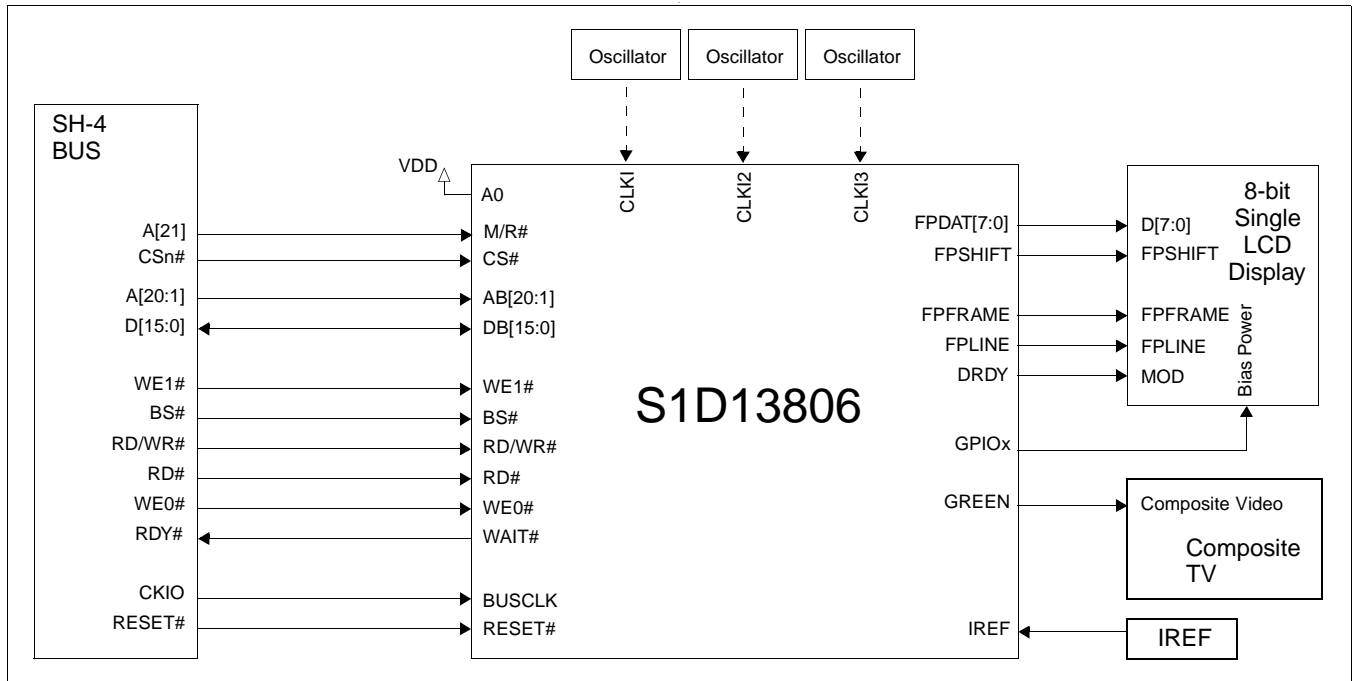 Oscillator
Oscillator
Oscillator
SH-4
BUS
A[21]
CSn#
A[20:1]
D[15:0]
WE1#
BS#
RD/WR#
RD#
WE0#
RDY#
CKIO
RESET#
VDD
A0
M/R#
CS#
AB[20:1]
DB[15:0]
WE1#
BS#
RD/WR#
RD#
WE0#
WAIT#
BUSCLK
RESET#
CLKI
CLKI2
CLKI3
S1D13806
FPDAT[7:0]
FPSHIFT
FPFRAME
FPLINE
DRDY
GPIOx
GREEN
IREF
8-bit
Single
LCD
Display
D[7:0]
FPSHIFT
FPFRAME
FPLINE
MOD
Bias Power
Composite Video
Composite
TV
IREF